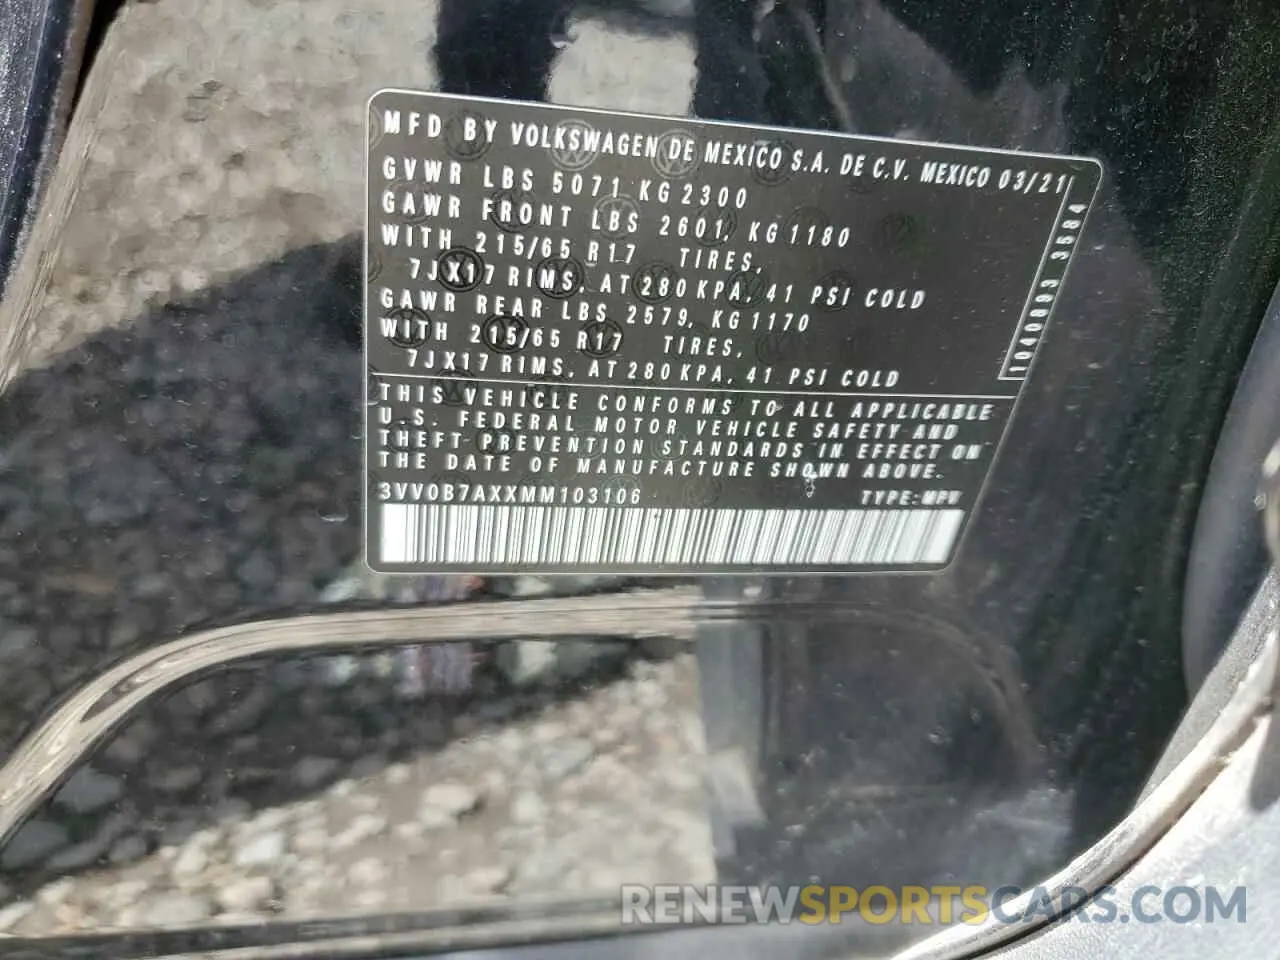 MFD BY VOLKSWAGEN DE MEXICO S.A. DE C.V. MEXICO 03/21
GVWR LBS 5071 KG 2300
GAWR FRONT LBS 2601, KG 1180
WITH 215/65 R17 TIRES,
7JX17 RIMS, AT 280 KPA, 41 PSI COLD
GAWR REAR LBS 2579, KG 1170
WITH 215/65 R17 TIRES,
7JX17 RIMS, AT 280 KPA, 41 PSI COLD
1040893 3584
THIS VEHICLE CONFORMS TO ALL APPLICABLE
U.S. FEDERAL MOTOR VEHICLE SAFETY AND
THEFT PREVENTION STANDARDS IN EFFECT ON
THE DATE OF MANUFACTURE SHOWN ABOVE.
3VV0B7AXXMM103106 TYPE: MPV
RENEWSPORTSCARS.COM